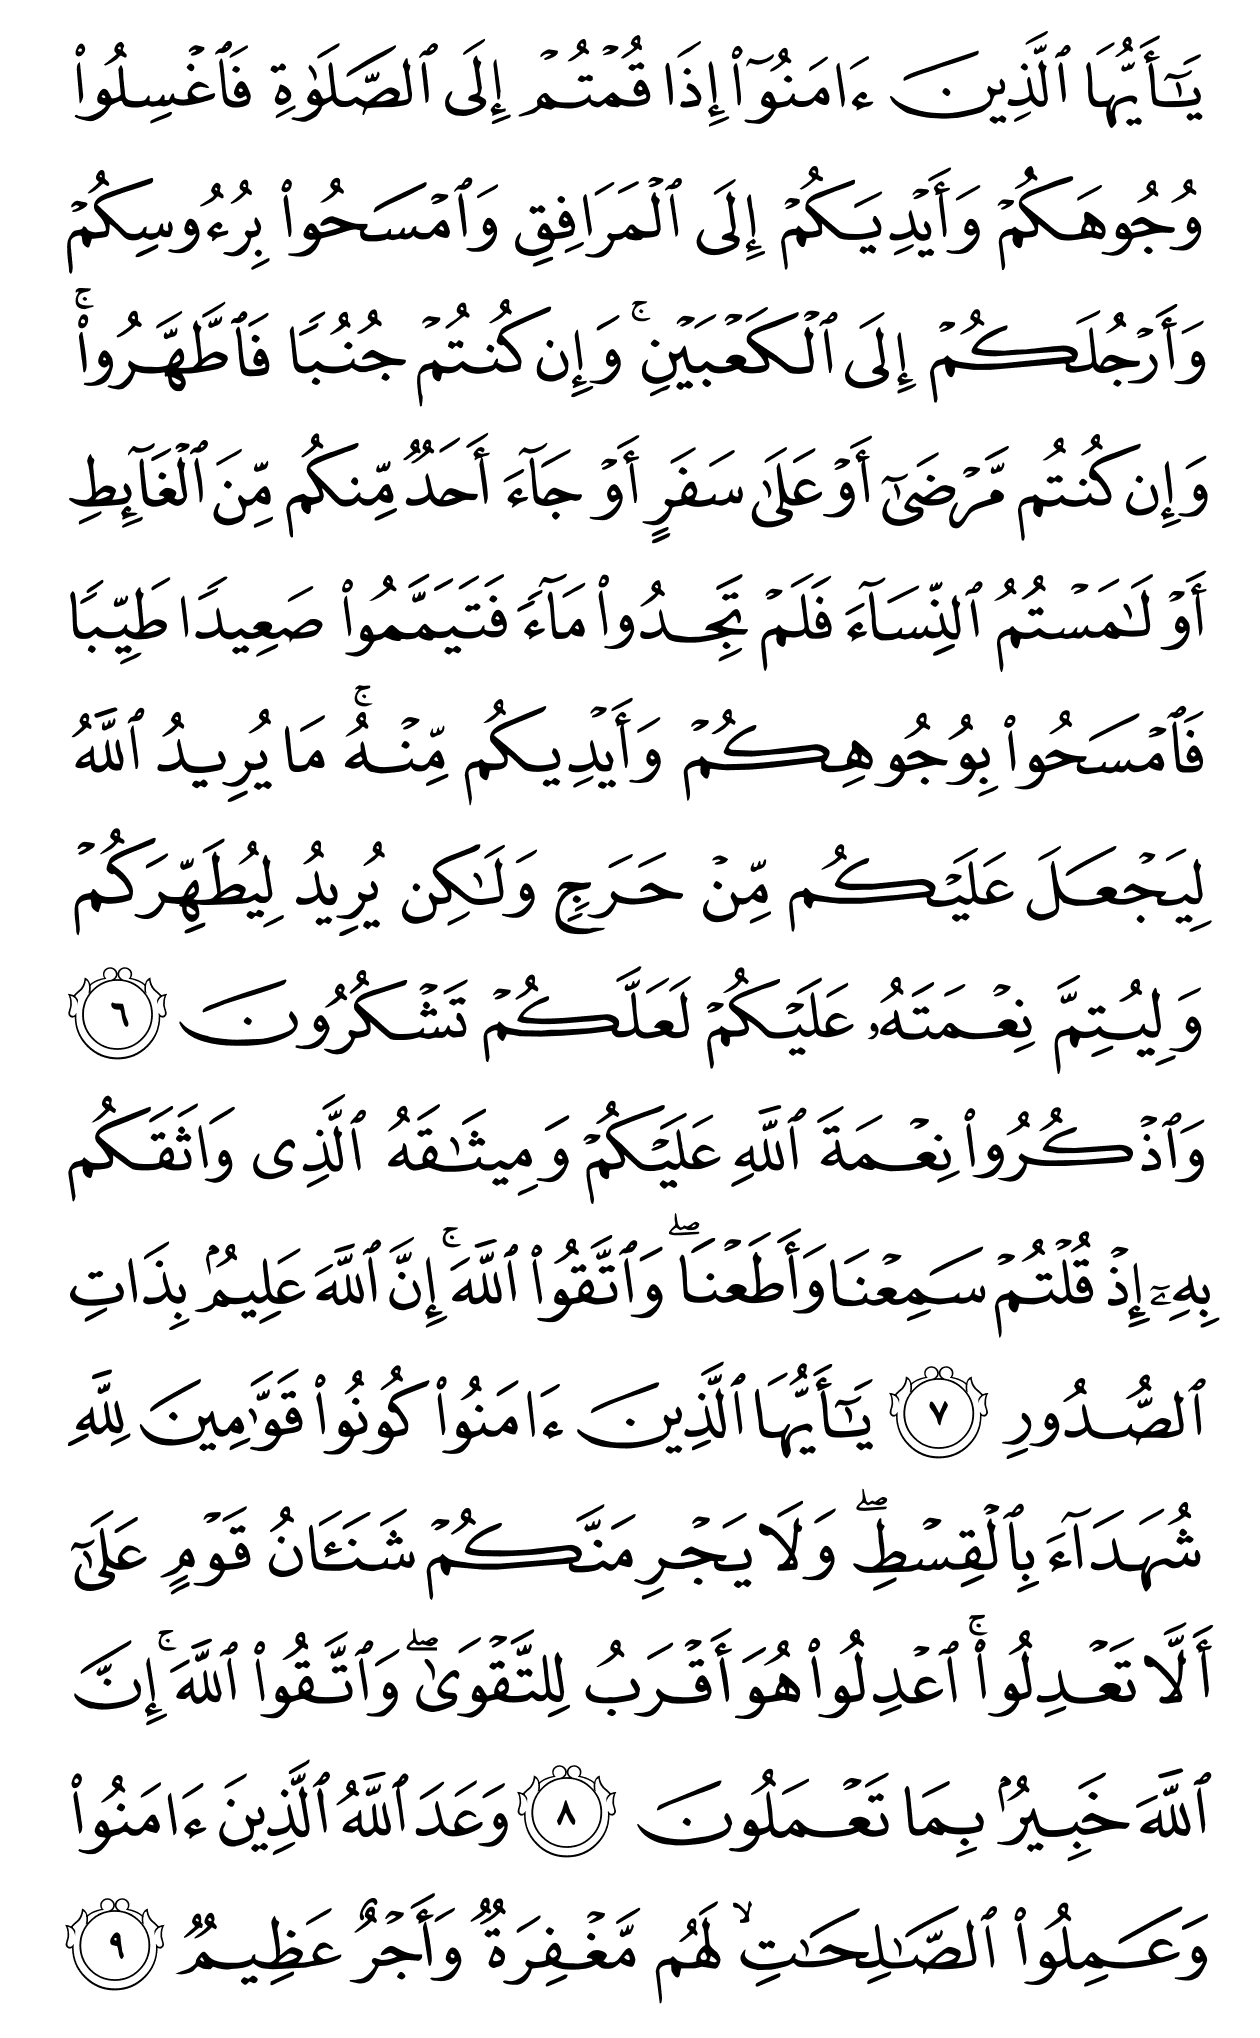 يَـٰٓأَيُّهَا ٱلَّذِينَ ءَامَنُوٓا۟ إِذَا قُمْتُمْ إِلَى ٱلصَّلَوٰةِ فَٱغْسِلُوا۟
وُجُوهَكُمْ وَأَيْدِيَكُمْ إِلَى ٱلْمَرَافِقِ وَٱمْسَحُوا۟ بِرُءُوسِكُمْ
وَأَرْجُلَكُمْ إِلَى ٱلْكَعْبَيْنِ ۚ وَإِن كُنتُمْ جُنُبًا فَٱطَّهَّرُوا۟ ۚ
وَإِن كُنتُم مَّرْضَىٰٓ أَوْ عَلَىٰ سَفَرٍ أَوْ جَآءَ أَحَدٌ مِّنكُم مِّنَ ٱلْغَآئِطِ
أَوْ لَـٰمَسْتُمُ ٱلنِّسَآءَ فَلَمْ تَجِدُوا۟ مَآءً فَتَيَمَّمُوا۟ صَعِيدًا طَيِّبًا
فَٱمْسَحُوا۟ بِوُجُوهِكُمْ وَأَيْدِيكُم مِّنْهُ ۚ مَا يُرِيدُ ٱللَّهُ
لِيَجْعَلَ عَلَيْكُم مِّنْ حَرَجٍ وَلَـٰكِن يُرِيدُ لِيُطَهِّرَكُمْ
وَلِيُتِمَّ نِعْمَتَهُۥ عَلَيْكُمْ لَعَلَّكُمْ تَشْكُرُونَ ٦
وَٱذْكُرُوا۟ نِعْمَةَ ٱللَّهِ عَلَيْكُمْ وَمِيثَـٰقَهُ ٱلَّذِى وَاثَقَكُم
بِهِۦٓ إِذْ قُلْتُمْ سَمِعْنَا وَأَطَعْنَا ۖ وَٱتَّقُوا۟ ٱللَّهَ ۚ إِنَّ ٱللَّهَ عَلِيمٌۢ بِذَاتِ
ٱلصُّدُورِ ٧ يَـٰٓأَيُّهَا ٱلَّذِينَ ءَامَنُوا۟ كُونُوا۟ قَوَّٰمِينَ لِلَّهِ
شُهَدَآءَ بِٱلْقِسْطِ ۖ وَلَا يَجْرِمَنَّكُمْ شَنَـَٔانُ قَوْمٍ عَلَىٰٓ
أَلَّا تَعْدِلُوا۟ ۚ ٱعْدِلُوا۟ هُوَ أَقْرَبُ لِلتَّقْوَىٰ ۖ وَٱتَّقُوا۟ ٱللَّهَ ۚ إِنَّ
ٱللَّهَ خَبِيرٌۢ بِمَا تَعْمَلُونَ ٨ وَعَدَ ٱللَّهُ ٱلَّذِينَ ءَامَنُوا۟
وَعَمِلُوا۟ ٱلصَّـٰلِحَـٰتِ ۙ لَهُم مَّغْفِرَةٌ وَأَجْرٌ عَظِيمٌ ٩